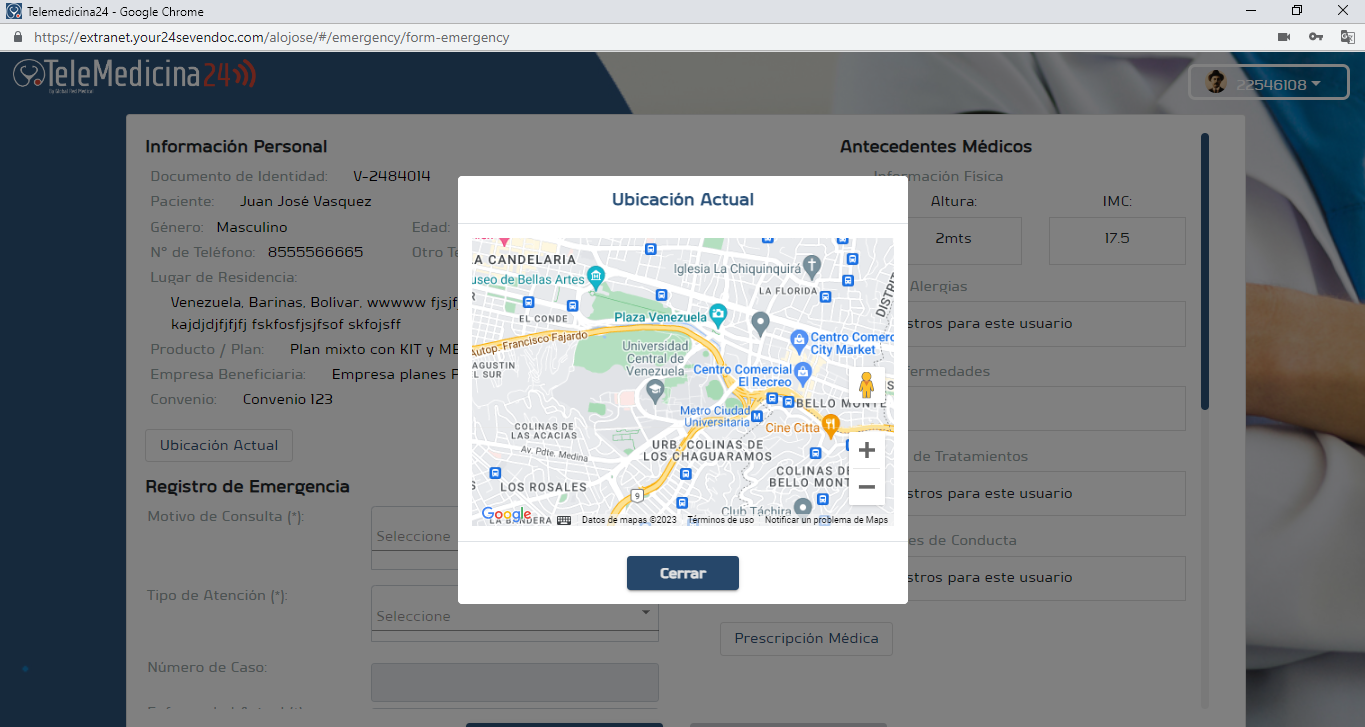 Telemedicina24 - Google Chrome
https://extranet.your24sevendoc.com/alojose/#/emergency/form-emergency
TeleMedicina24
by Global Red Medical
22546108
Información Personal
Documento de Identidad: V-2484014
Paciente: Juan José Vasquez
Género: Masculino
Edad:
N° de Teléfono: 8555566665
Otro Te
Lugar de Residencia:
Venezuela, Barinas, Bolivar, wwwww fjsjf
kajdjdjfjfjfj fskfosfjsjfsof skfojsff
Producto / Plan: Plan mixto con KIT y ME
Empresa Beneficiaria: Empresa planes P
Convenio: Convenio 123
Ubicación Actual
Registro de Emergencia
Motivo de Consulta (*):
Seleccione
Tipo de Atención (*):
Seleccione
Número de Caso:
Ubicación Actual
LA CANDELARIA
useo de Bellas Artes
Iglesia La Chiquinquirá
LA FLORIDA
DISTR
EL CONDE
Plaza Venezuela
Autop. Francisco Fajardo
Universidad
Central de
Venezuela
Centro Comerc
City Market
AGUSTIN
EL SUR
Centro Comercial
El Recreo
BELLO MONTE
Metro Ciudad
Universitaria
Cine Citta
COLINAS DE
LAS ACACIAS
Av. Pdte. Medina
URB. COLINAS DE
LOS CHAGUARAMOS
COLINAS DE
BELLO MONT
LOS ROSALES
9
Club Táchira
LA BANDERA
Google
Datos de mapas ©2023
Términos de uso
Notificar un problema de Maps
Cerrar
Antecedentes Médicos
Información Fisica
Altura:
IMC:
2mts
17.5
Alergias
stros para este usuario
fermedades
de Tratamientos
stros para este usuario
es de Conducta
stros para este usuario
Prescripción Médica